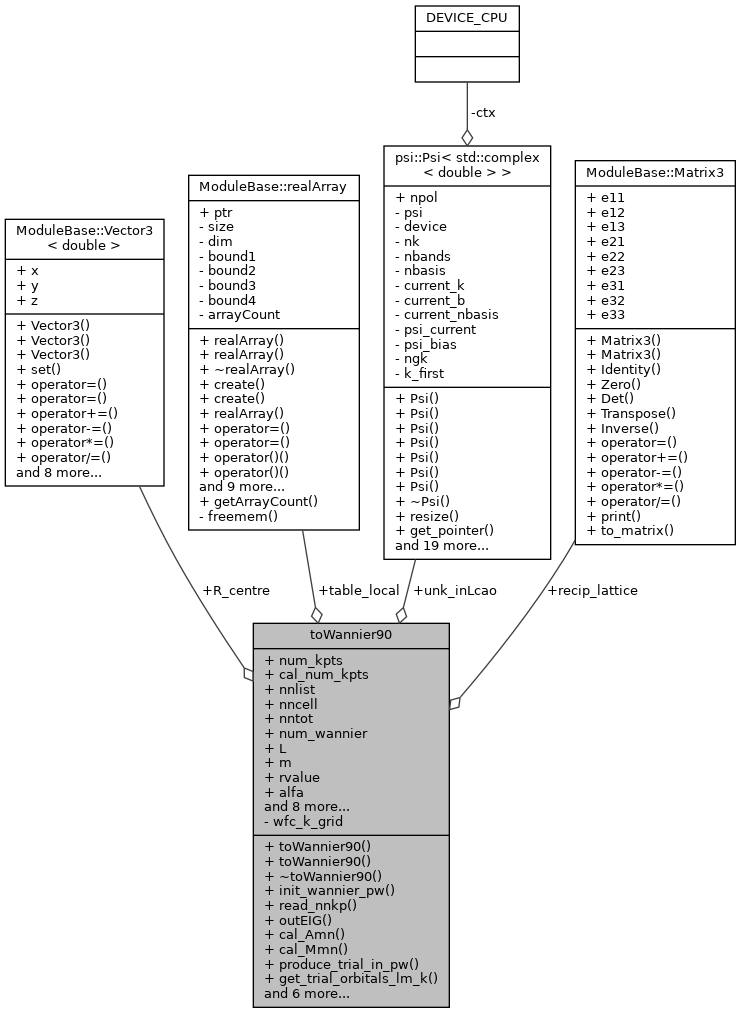 DEVICE_CPU
-ctx
psi::Psi< std::complex
< double > >
+ npol
- psi
- device
- nk
- nbands
- nbasis
- current_k
- current_b
- current_nbasis
- psi_current
- psi_bias
- ngk
- k_first
+ Psi()
+ Psi()
+ Psi()
+ Psi()
+ Psi()
+ Psi()
+ Psi()
+ ~Psi()
+ resize()
+ get_pointer()
and 19 more...
ModuleBase::Matrix3
+ e11
+ e12
+ e13
+ e21
+ e22
+ e23
+ e31
+ e32
+ e33
+ Matrix3()
+ Matrix3()
+ Identity()
+ Zero()
+ Det()
+ Transpose()
+ Inverse()
+ operator=()
+ operator+=()
+ operator-=()
+ operator*=()
+ operator/=()
+ print()
+ to_matrix()
ModuleBase::realArray
+ ptr
- size
- dim
- bound1
- bound2
- bound3
- bound4
- arrayCount
+ realArray()
+ realArray()
+ ~realArray()
+ create()
+ create()
+ realArray()
+ operator=()
+ operator=()
+ operator()()
+ operator()()
and 9 more...
+ getArrayCount()
- freemem()
ModuleBase::Vector3
< double >
+ x
+ y
+ z
+ Vector3()
+ Vector3()
+ Vector3()
+ set()
+ operator=()
+ operator=()
+ operator+=()
+ operator-=()
+ operator*=()
+ operator/=()
and 8 more...
+R_centre
+table_local
+unk_inLcao
+recip_lattice
toWannier90
+ num_kpts
+ cal_num_kpts
+ nnlist
+ nncell
+ nntot
+ num_wannier
+ L
+ m
+ rvalue
+ alfa
and 8 more...
- wfc_k_grid
+ toWannier90()
+ toWannier90()
+ ~toWannier90()
+ init_wannier_pw()
+ read_nnkp()
+ outEIG()
+ cal_Amn()
+ cal_Mmn()
+ produce_trial_in_pw()
+ get_trial_orbitals_lm_k()
and 6 more...